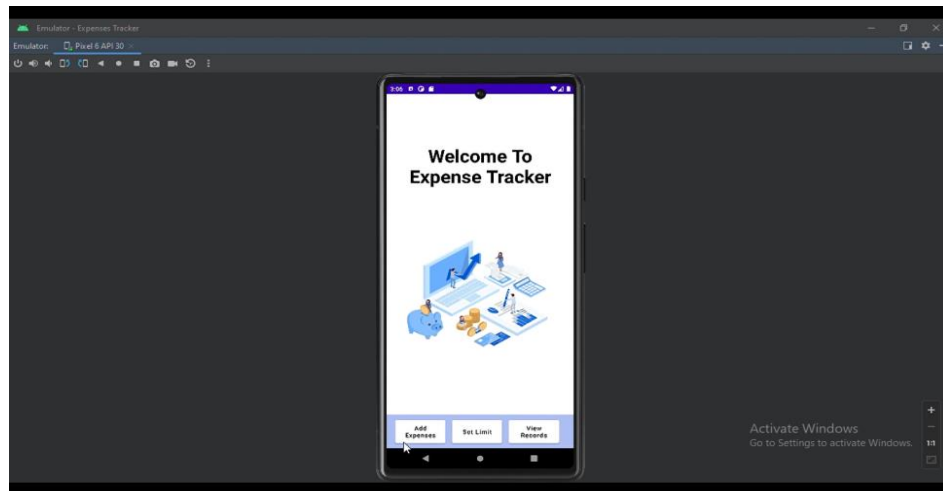 Emulator - Expenses Tracker
Emulator: Pixel 6 API 30
3:06
Welcome To
Expense Tracker
Add
Expenses
Set Limit
View
Records
Activate Windows
Go to Settings to activate Windows.
1:1